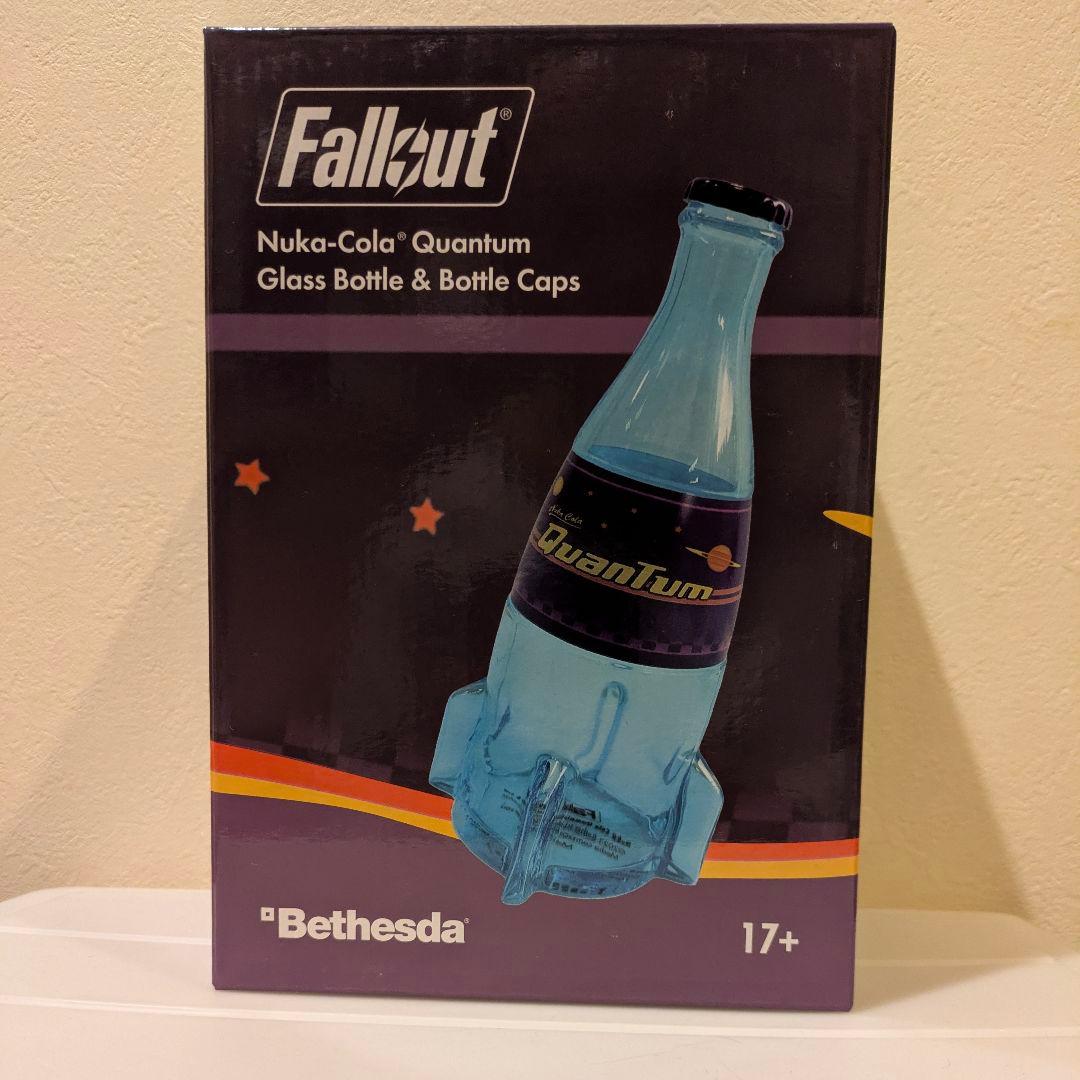 Fallout®
Nuka-Cola® Quantum
Glass Bottle & Bottle Caps
Nuka Cola
Quantum
Bethesda®
17+